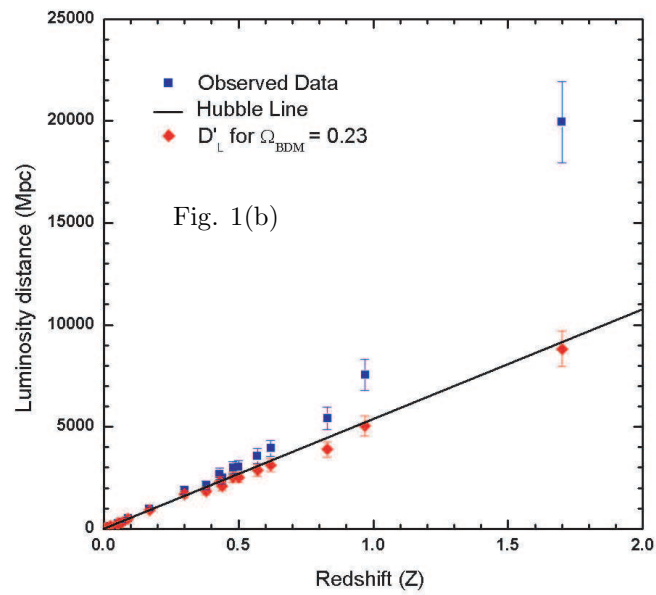 25000
20000
15000
10000
5000
0
Luminosity distance (Mpc)
Observed Data
Hubble Line
D'L for ΩBDM = 0.23
Fig. 1(b)
0.0 0.5 1.0 1.5 2.0
Redshift (Z)